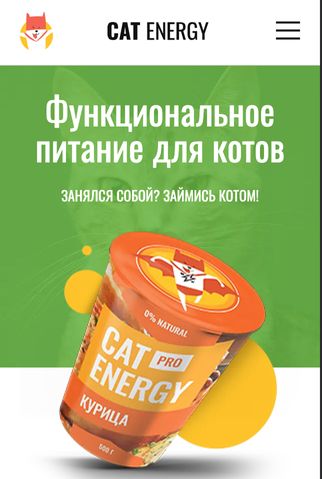 CAT ENERGY
Функциональное
питание для котов
ЗАНЯЛСЯ СОБОЙ? ЗАЙМИСЬ КОТОМ!
0% NATURAL
CAT PRO
ENERGY
КУРИЦА
500 г